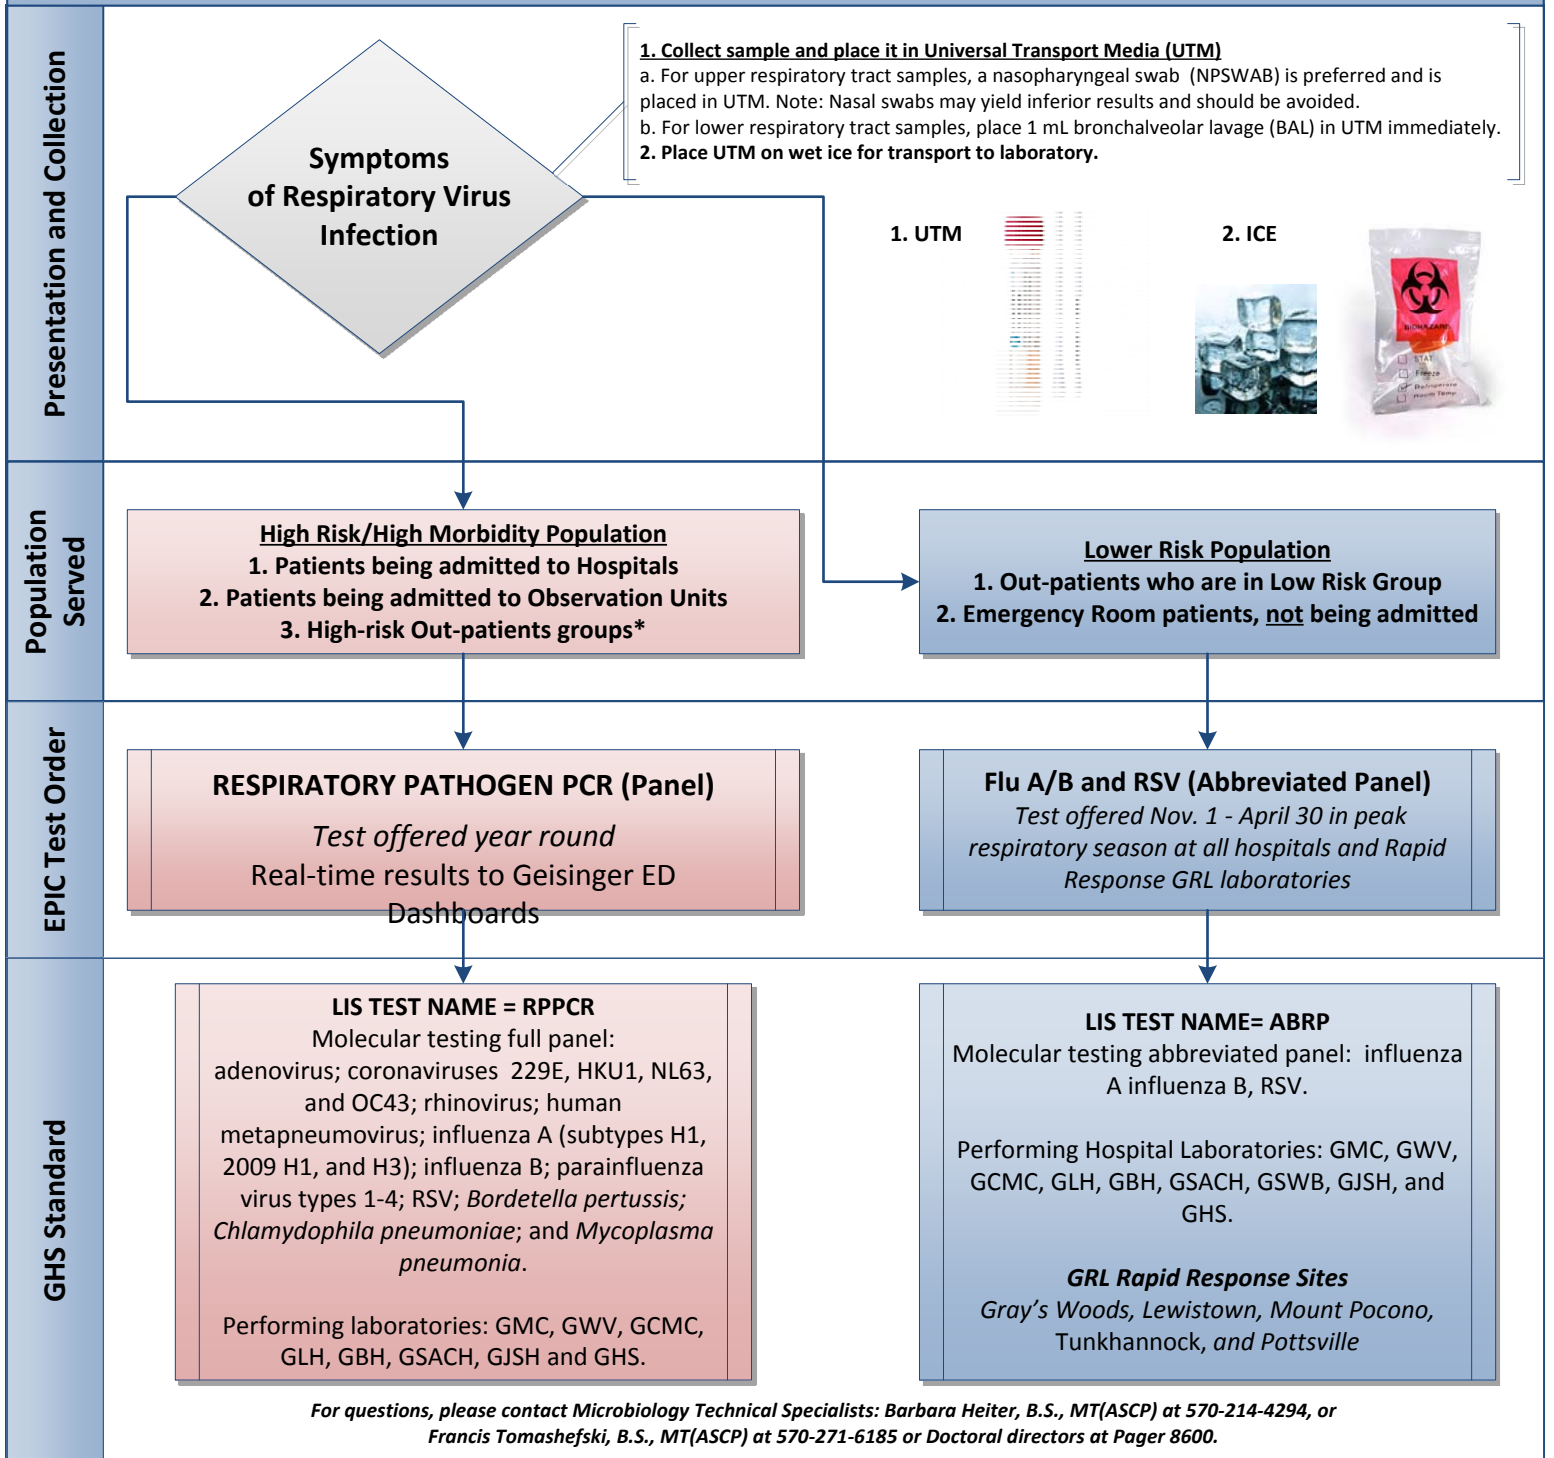 Presentation and Collection
Symptoms
of Respiratory Virus
Infection
1. Collect sample and place it in Universal Transport Media (UTM)
a. For upper respiratory tract samples, a nasopharyngeal swab (NPSWAB) is preferred and is
placed in UTM. Note: Nasal swabs may yield inferior results and should be avoided.
b. For lower respiratory tract samples, place 1 mL bronchalveolar lavage (BAL) in UTM immediately.
2. Place UTM on wet ice for transport to laboratory.
1. UTM
2. ICE
BIOHAZARD
STAT
Freeze
Refrigerate
Room Temp
Population
Served
High Risk/High Morbidity Population
1. Patients being admitted to Hospitals
2. Patients being admitted to Observation Units
3. High-risk Out-patients groups*
Lower Risk Population
1. Out-patients who are in Low Risk Group
2. Emergency Room patients, not being admitted
EPIC Test Order
RESPIRATORY PATHOGEN PCR (Panel)
Test offered year round
Real-time results to Geisinger ED
Dashboards
Flu A/B and RSV (Abbreviated Panel)
Test offered Nov. 1 - April 30 in peak
respiratory season at all hospitals and Rapid
Response GRL laboratories
GHS Standard
LIS TEST NAME = RPPCR
Molecular testing full panel:
adenovirus; coronaviruses 229E, HKU1, NL63,
and OC43; rhinovirus; human
metapneumovirus; influenza A (subtypes H1,
2009 H1, and H3); influenza B; parainfluenza
virus types 1-4; RSV; Bordetella pertussis;
Chlamydophila pneumoniae; and Mycoplasma
pneumonia.
Performing laboratories: GMC, GWV, GCMC,
GLH, GBH, GSACH, GJSH and GHS.
LIS TEST NAME= ABRP
Molecular testing abbreviated panel: influenza
A influenza B, RSV.
Performing Hospital Laboratories: GMC, GWV,
GCMC, GLH, GBH, GSACH, GSWB, GJSH, and
GHS.
GRL Rapid Response Sites
Gray's Woods, Lewistown, Mount Pocono,
Tunkhannock, and Pottsville
For questions, please contact Microbiology Technical Specialists: Barbara Heiter, B.S., MT(ASCP) at 570-214-4294, or
Francis Tomashefski, B.S., MT(ASCP) at 570-271-6185 or Doctoral directors at Pager 8600.